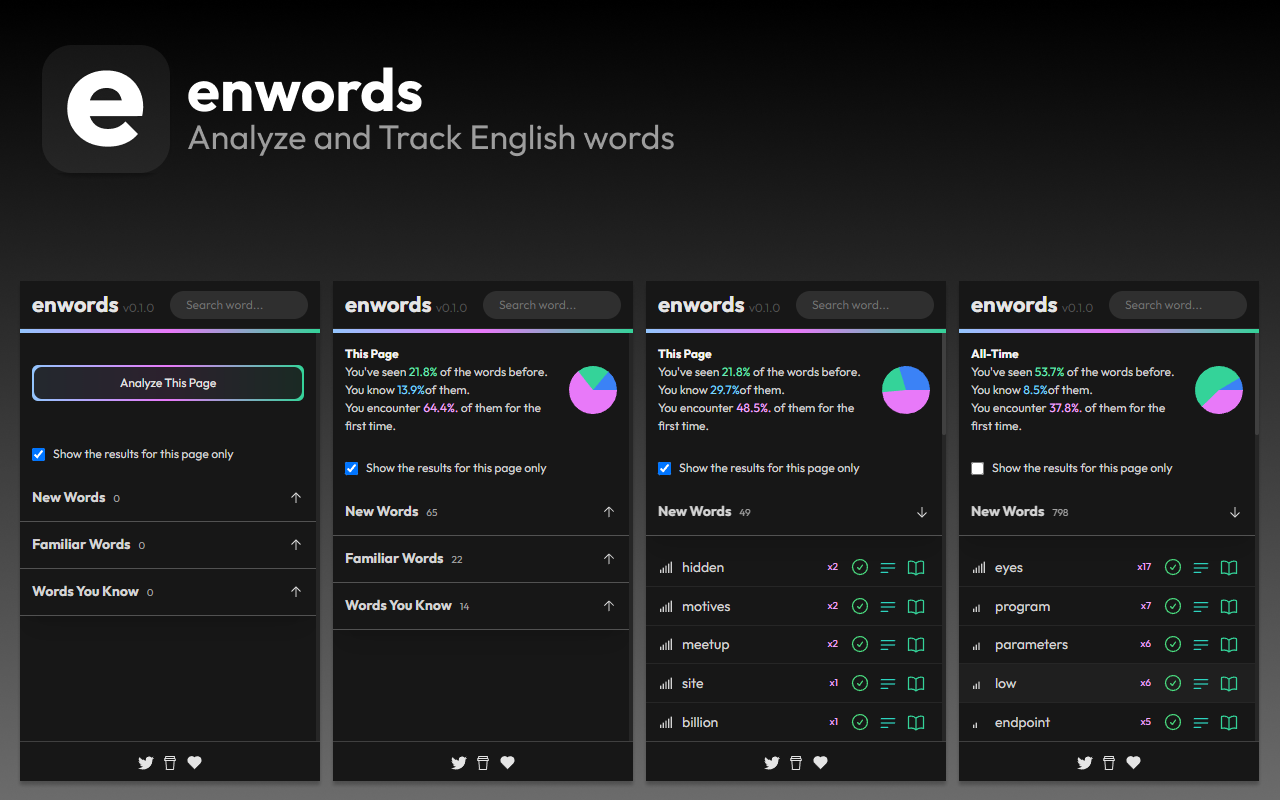 e
enwords
Analyze and Track English words
enwords v0.1.0 Search word...
Analyze This Page
Show the results for this page only
New Words 0
Familiar Words 0
Words You Know 0
enwords v0.1.0 Search word...
This Page
You've seen 21.8% of the words before.
You know 13.9%of them.
You encounter 64.4%. of them for the
first time.
Show the results for this page only
New Words 65
Familiar Words 22
Words You Know 14
enwords v0.1.0 Search word...
This Page
You've seen 21.8% of the words before.
You know 29.7%of them.
You encounter 48.5%. of them for the
first time.
Show the results for this page only
New Words 49
hidden x2
motives x2
meetup x2
site x1
billion x1
enwords v0.1.0 Search word...
All-Time
You've seen 53.7% of the words before.
You know 8.5%of them.
You encounter 37.8%. of them for the
first time.
Show the results for this page only
New Words 798
eyes x17
program x7
parameters x6
low x6
endpoint x5